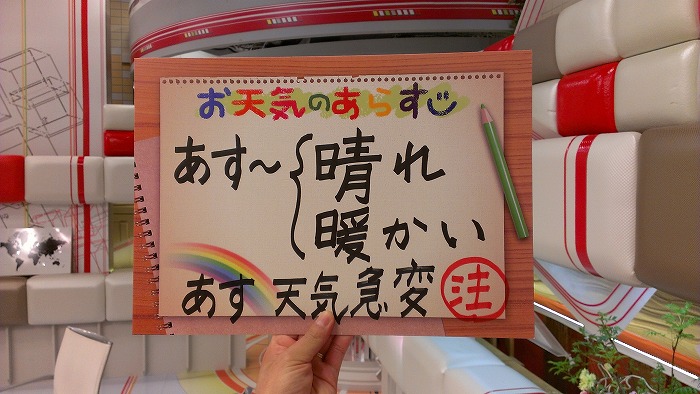 お天気のあらすじ
あす~ 晴れ
暖かい
あす 天気急変 注